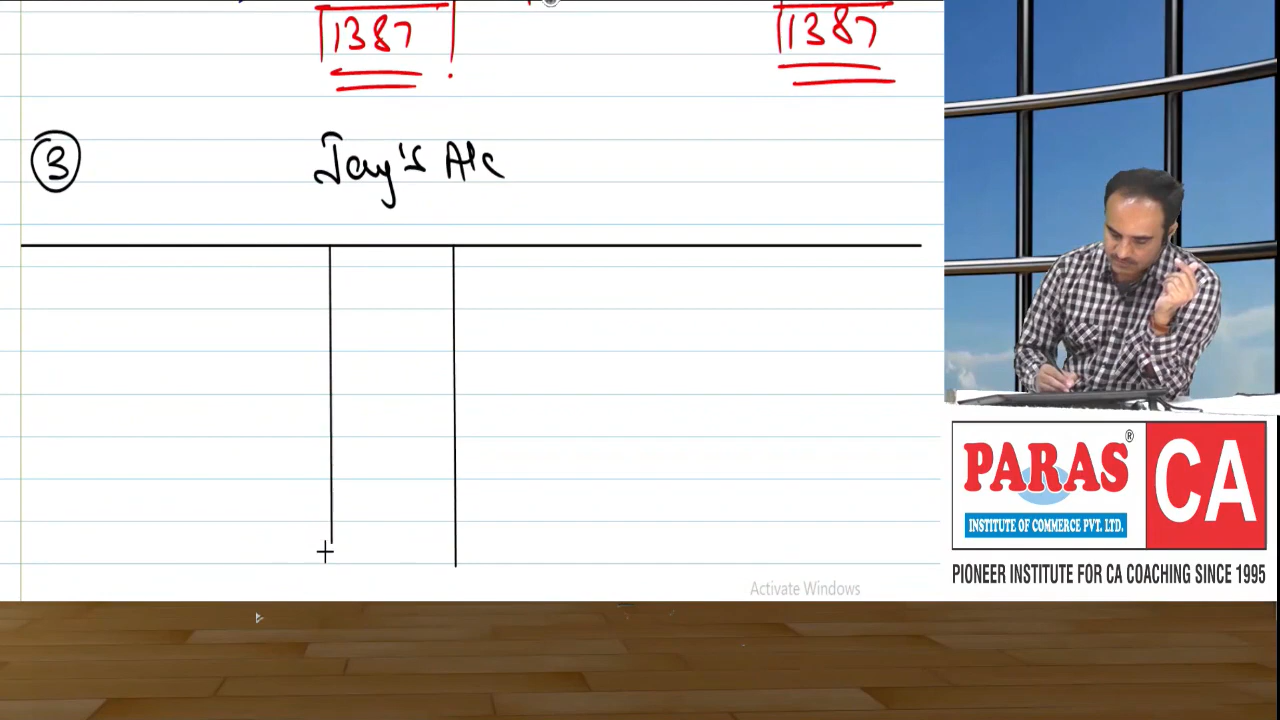 1387 1387
3 Jay's A/c
Activate Windows
PARAS®
INSTITUTE OF COMMERCE PVT. LTD.
CA
PIONEER INSTITUTE FOR CA COACHING SINCE 1995